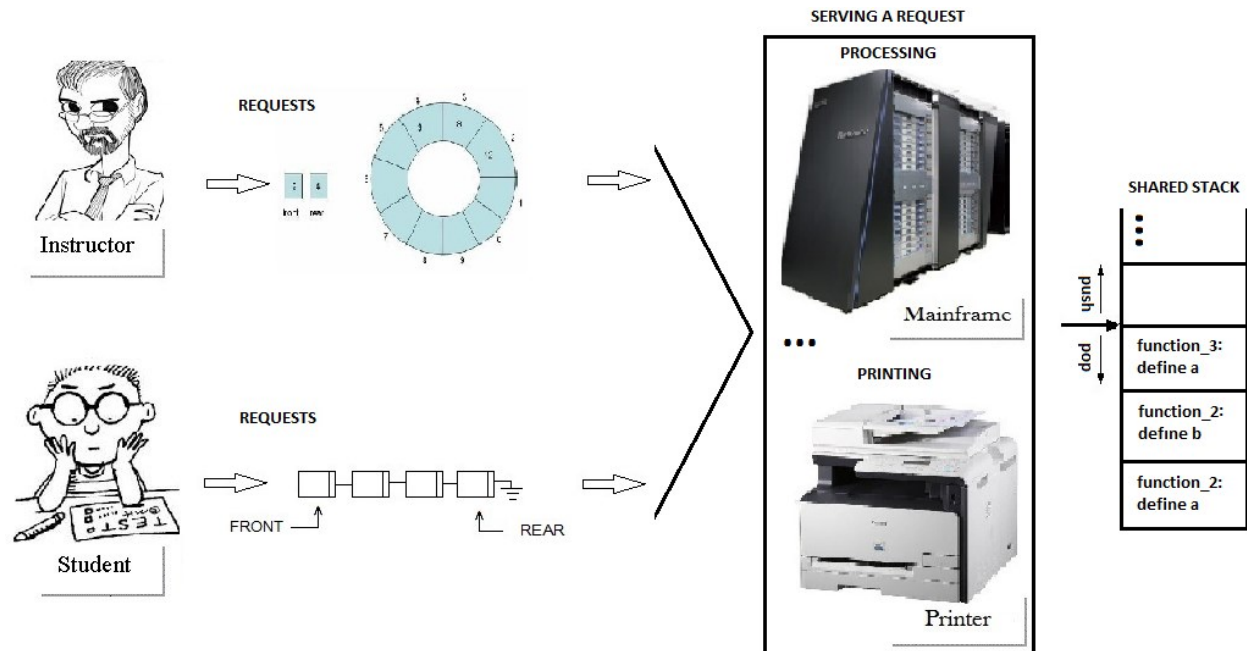 SERVING A REQUEST
PROCESSING
REQUESTS
front rear
Instructor
Mainframe
SHARED STACK
push
pop
function_3:
define a
function_2:
define b
function_2:
define a
PRINTING
REQUESTS
FRONT
REAR
TEST
Student
Printer